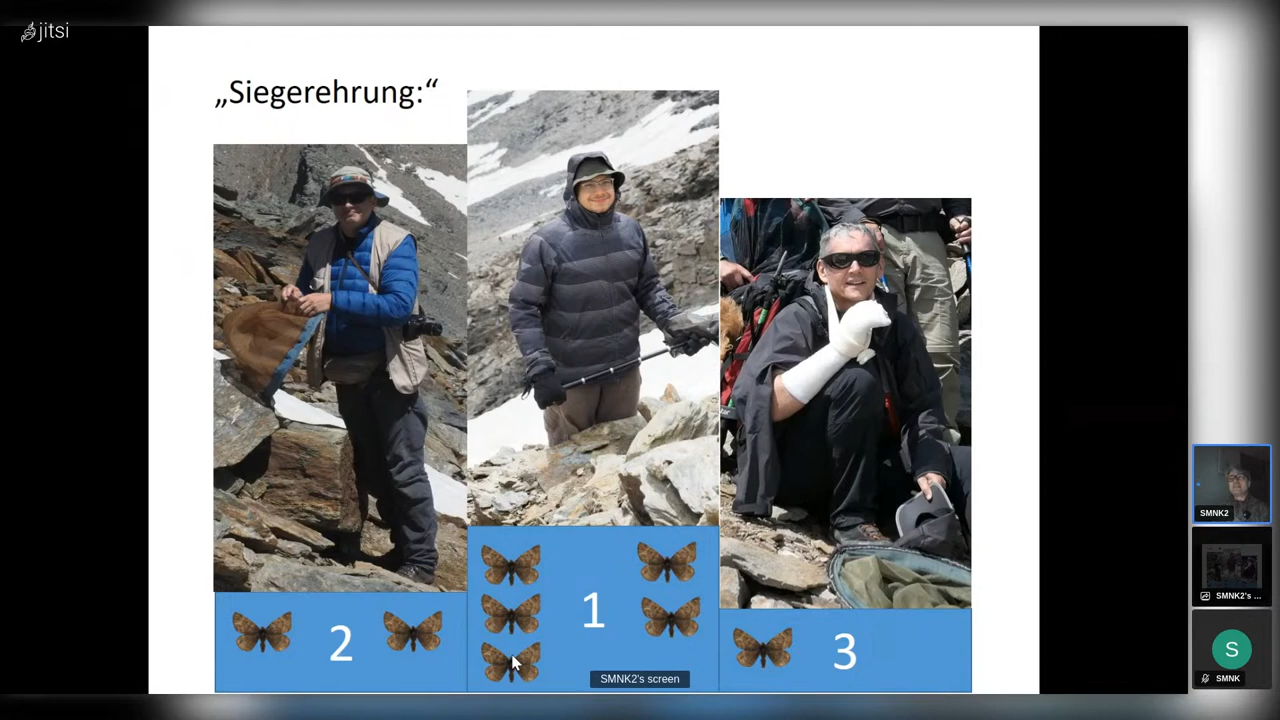 jitsi
„Siegerehrung:“
1
2
3
SMNK2's screen
SMNK2
SMNK2's ...
S
SMNK